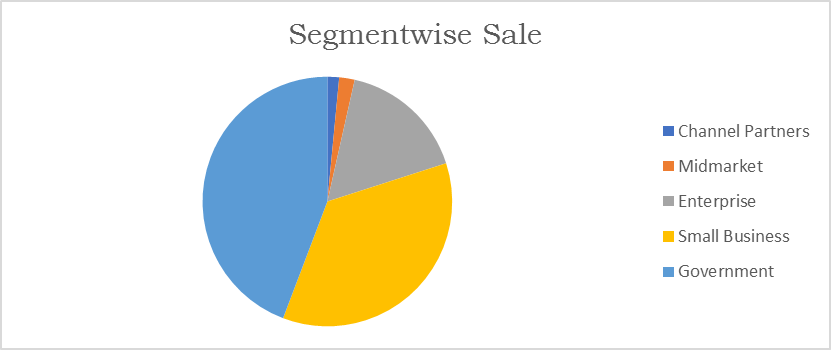 Segmentwise Sale
Channel Partners
Midmarket
Enterprise
Small Business
Government